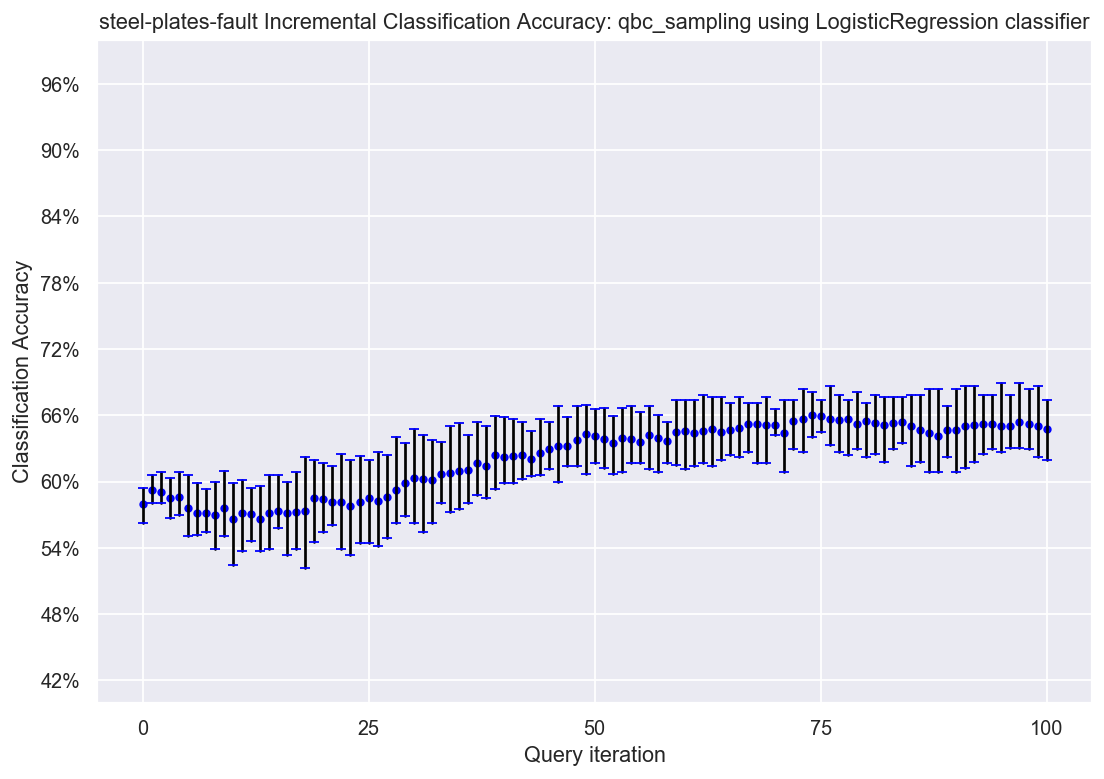 steel-plates-fault Incremental Classification Accuracy: qbc_sampling using LogisticRegression classifier
96%
90%
84%
78%
72%
66%
60%
54%
48%
42%
Classification Accuracy
0 25 50 75 100
Query iteration